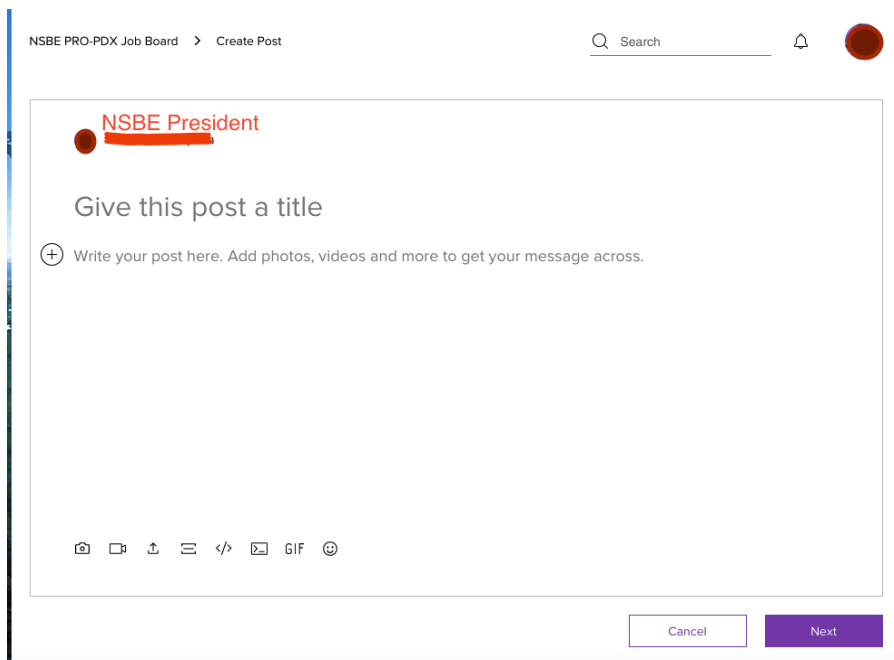 NSBE PRO-PDX Job Board > Create Post
Search
NSBE President
Give this post a title
Write your post here. Add photos, videos and more to get your message across.
GIF
Cancel
Next